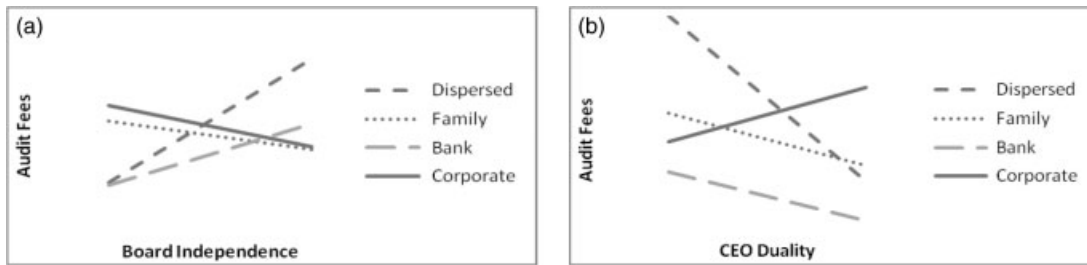 (a)
Audit Fees
Dispersed
Family
Bank
Corporate
Board Independence
(b)
Audit Fees
Dispersed
Family
Bank
Corporate
CEO Duality